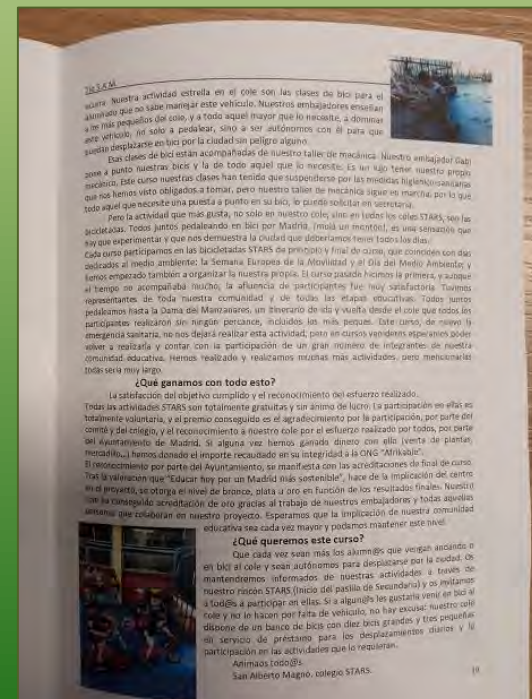 TIC S.A.M.
acera. Nuestra actividad estrella en el cole son las clases de bici para el
alumnado que no sabe manejar este vehículo. Nuestros embajadores enseñan
a los más pequeños del cole, y a todo aquel mayor que lo necesite, a dominar
este vehículo, no solo a pedalear, sino a ser autónomos con él para que
puedan desplazarse en bici por la ciudad sin peligro alguno.
Esas clases de bici están acompañadas de nuestro taller de mecánica. Nuestro embajador Gabi
pone a punto nuestras bicis y la de todo aquel que lo necesite. Es un lujo tener nuestro propio
mecánico. Este curso nuestras clases han tenido que suspenderse por las medidas higiénicosanitarias
que nos hemos visto obligados a tomar, pero nuestro taller de mecánica sigue en marcha, por lo que
todo aquel que necesite una puesta a punto en su bici, lo puede solicitar en secretaría.
Pero la actividad que más gusta, no solo en nuestro cole, sino en todos los coles STARS, son las
bicicletadas. Todos juntos pedaleando en bici por Madrid, (mola un montón), es una sensación que
hay que experimentar y que nos demuestra la ciudad que deberíamos tener todos los días.
Cada curso participamos en las bicicletadas STARS de principio y final de curso, que coinciden con días
dedicados al medio ambiente: la Semana Europea de la Movilidad y el Día del Medio Ambiente; y
hemos empezado también a organizar la nuestra propia. El curso pasado hicimos la primera, y aunque
el tiempo no acompañaba mucho, la afluencia de participantes fue muy satisfactoria. Tuvimos
representantes de toda nuestra comunidad y de todas las etapas educativas. Todos juntos
pedaleamos hasta la Dama del Manzanares, un itinerario de ida y vuelta desde el cole que todos los
participantes realizaron sin ningún percance, incluidos los más peques. Este curso, de nuevo la
emergencia sanitaria, no nos dejará realizar esta actividad, pero en cursos venideros esperamos poder
volver a realizarla y contar con la participación de un gran número de integrantes de nuestra
comunidad educativa. Hemos realizado y realizamos muchas más actividades, pero mencionarlas
todas sería muy largo.
¿Qué ganamos con todo esto?
La satisfacción del objetivo cumplido y el reconocimiento del esfuerzo realizado.
Todas las actividades STARS son totalmente gratuitas y sin ánimo de lucro. La participación en ellas es
totalmente voluntaria, y el premio conseguido es el agradecimiento por la participación, por parte del
comité y del colegio, y el reconocimiento a nuestro cole por el esfuerzo realizado por todos, por parte
del Ayuntamiento de Madrid. Si alguna vez hemos ganado dinero con ello (venta de plantas,
mercadillo...) hemos donado el importe recaudado en su integridad a la ONG "Afrikable".
El reconocimiento por parte del Ayuntamiento, se manifiesta con las acreditaciones de final de curso.
Tras la valoración que "Educar hoy por un Madrid más sostenible", hace de la implicación del centro
en el proyecto, se otorga el nivel de bronce, plata u oro en función de los resultados finales. Nuestro
cole ha conseguido acreditación de oro gracias al trabajo de nuestros embajadores y todas aquellas
personas que colaboran en nuestro proyecto. Esperamos que la implicación de nuestra comunidad
educativa sea cada vez mayor y podamos mantener este nivel.
¿Qué queremos este curso?
Que cada vez sean más los alumn@s que vengan andando o
en bici al cole y sean autónomos para desplazarse por la ciudad. Os
mantendremos informados de nuestras actividades a través de
nuestro rincón STARS (Inicio del pasillo de Secundaria) y os invitamos
a tod@s a participar en ellas. Si a algun@s les gustaría venir en bici al
cole y no lo hacen por falta de vehículo, no hay excusa: nuestro cole
dispone de un banco de bicis con diez bicis grandes y tres pequeñas
en servicio de préstamo para los desplazamientos diarios y la
participación en las actividades que lo requieran.
Animaos todo@s.
San Alberto Magno, colegio STARS.
19